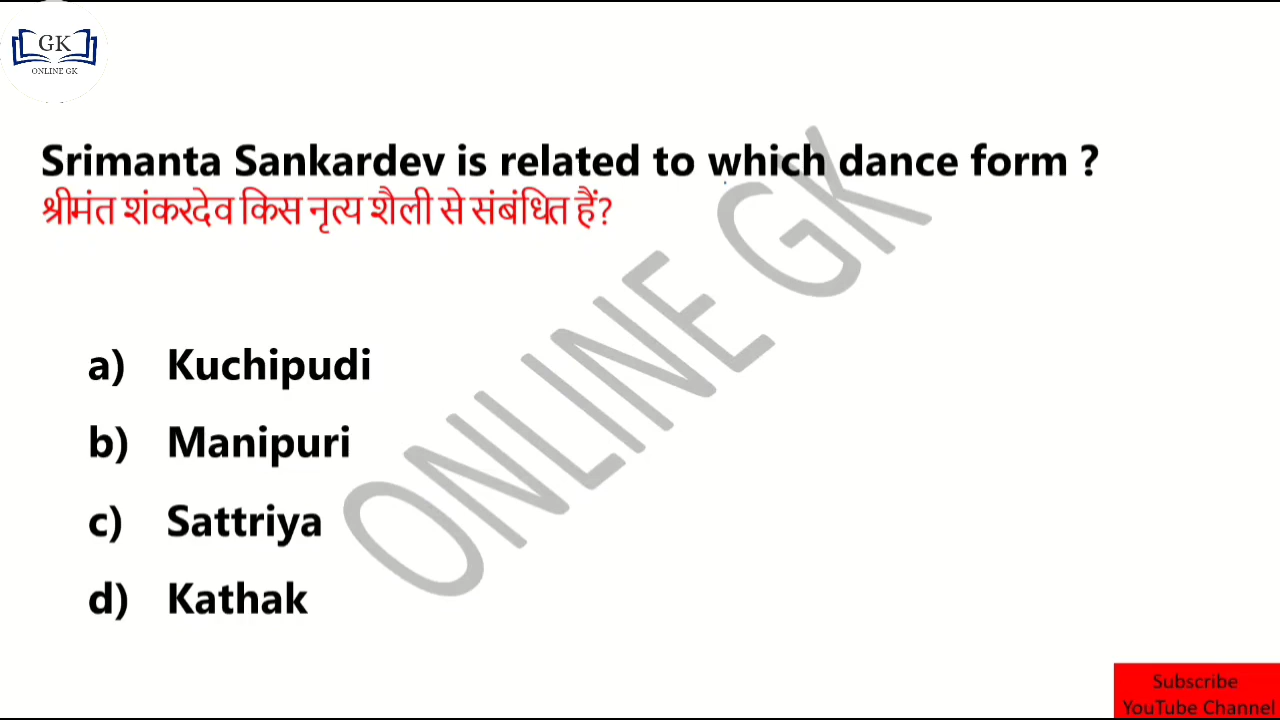 GK
ONLINE GK
Srimanta Sankardev is related to which dance form ?
श्रीमंत शंकरदेव किस नृत्य शैली से संबंधित हैं?
a) Kuchipudi
b) Manipuri
c) Sattriya
d) Kathak
ONLINE GK
Subscribe
YouTube Channel